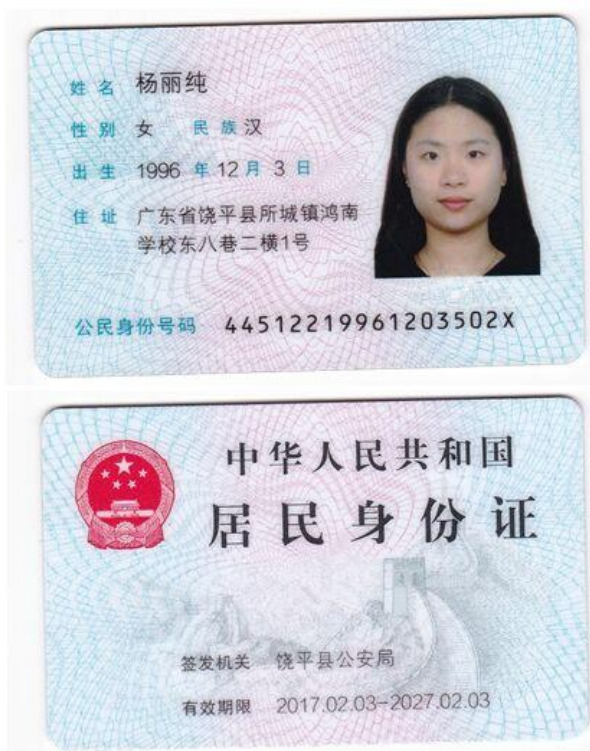 姓名 杨丽纯
性别 女 民族 汉
出生 1996 年 12 月 3 日
住址 广东省饶平县所城镇鸿南
学校东八巷二横1号
公民身份号码 44512219961203502X
中华人民共和国
居民身份证
签发机关 饶平县公安局
有效期限 2017.02.03-2027.02.03